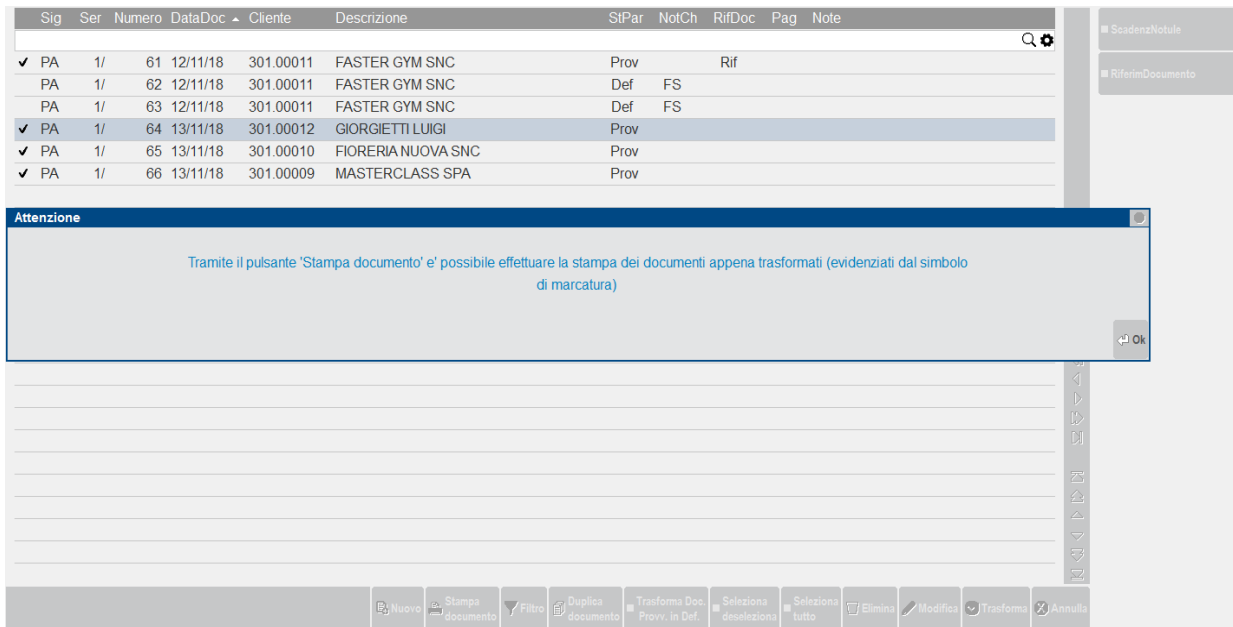 Sig Ser Numero DataDoc Cliente Descrizione StPar NotCh RifDoc Pag Note
ScadenzNotule
PA 1/ 61 12/11/18 301.00011 FASTER GYM SNC Prov Rif
RiferimDocumento
PA 1/ 62 12/11/18 301.00011 FASTER GYM SNC Def FS
PA 1/ 63 12/11/18 301.00011 FASTER GYM SNC Def FS
PA 1/ 64 13/11/18 301.00012 GIORGIETTI LUIGI Prov
PA 1/ 65 13/11/18 301.00010 FIORERIA NUOVA SNC Prov
PA 1/ 66 13/11/18 301.00009 MASTERCLASS SPA Prov
Attenzione
Tramite il pulsante 'Stampa documento' e' possibile effettuare la stampa dei documenti appena trasformati (evidenziati dal simbolo
di marcatura)
Ok
Nuovo
Stampa
documento
Filtro
Duplica
documento
Trasforma Doc.
Provv. in Def.
Seleziona
deseleziona
Seleziona
tutto
Elimina
Modifica
Trasforma
Annulla